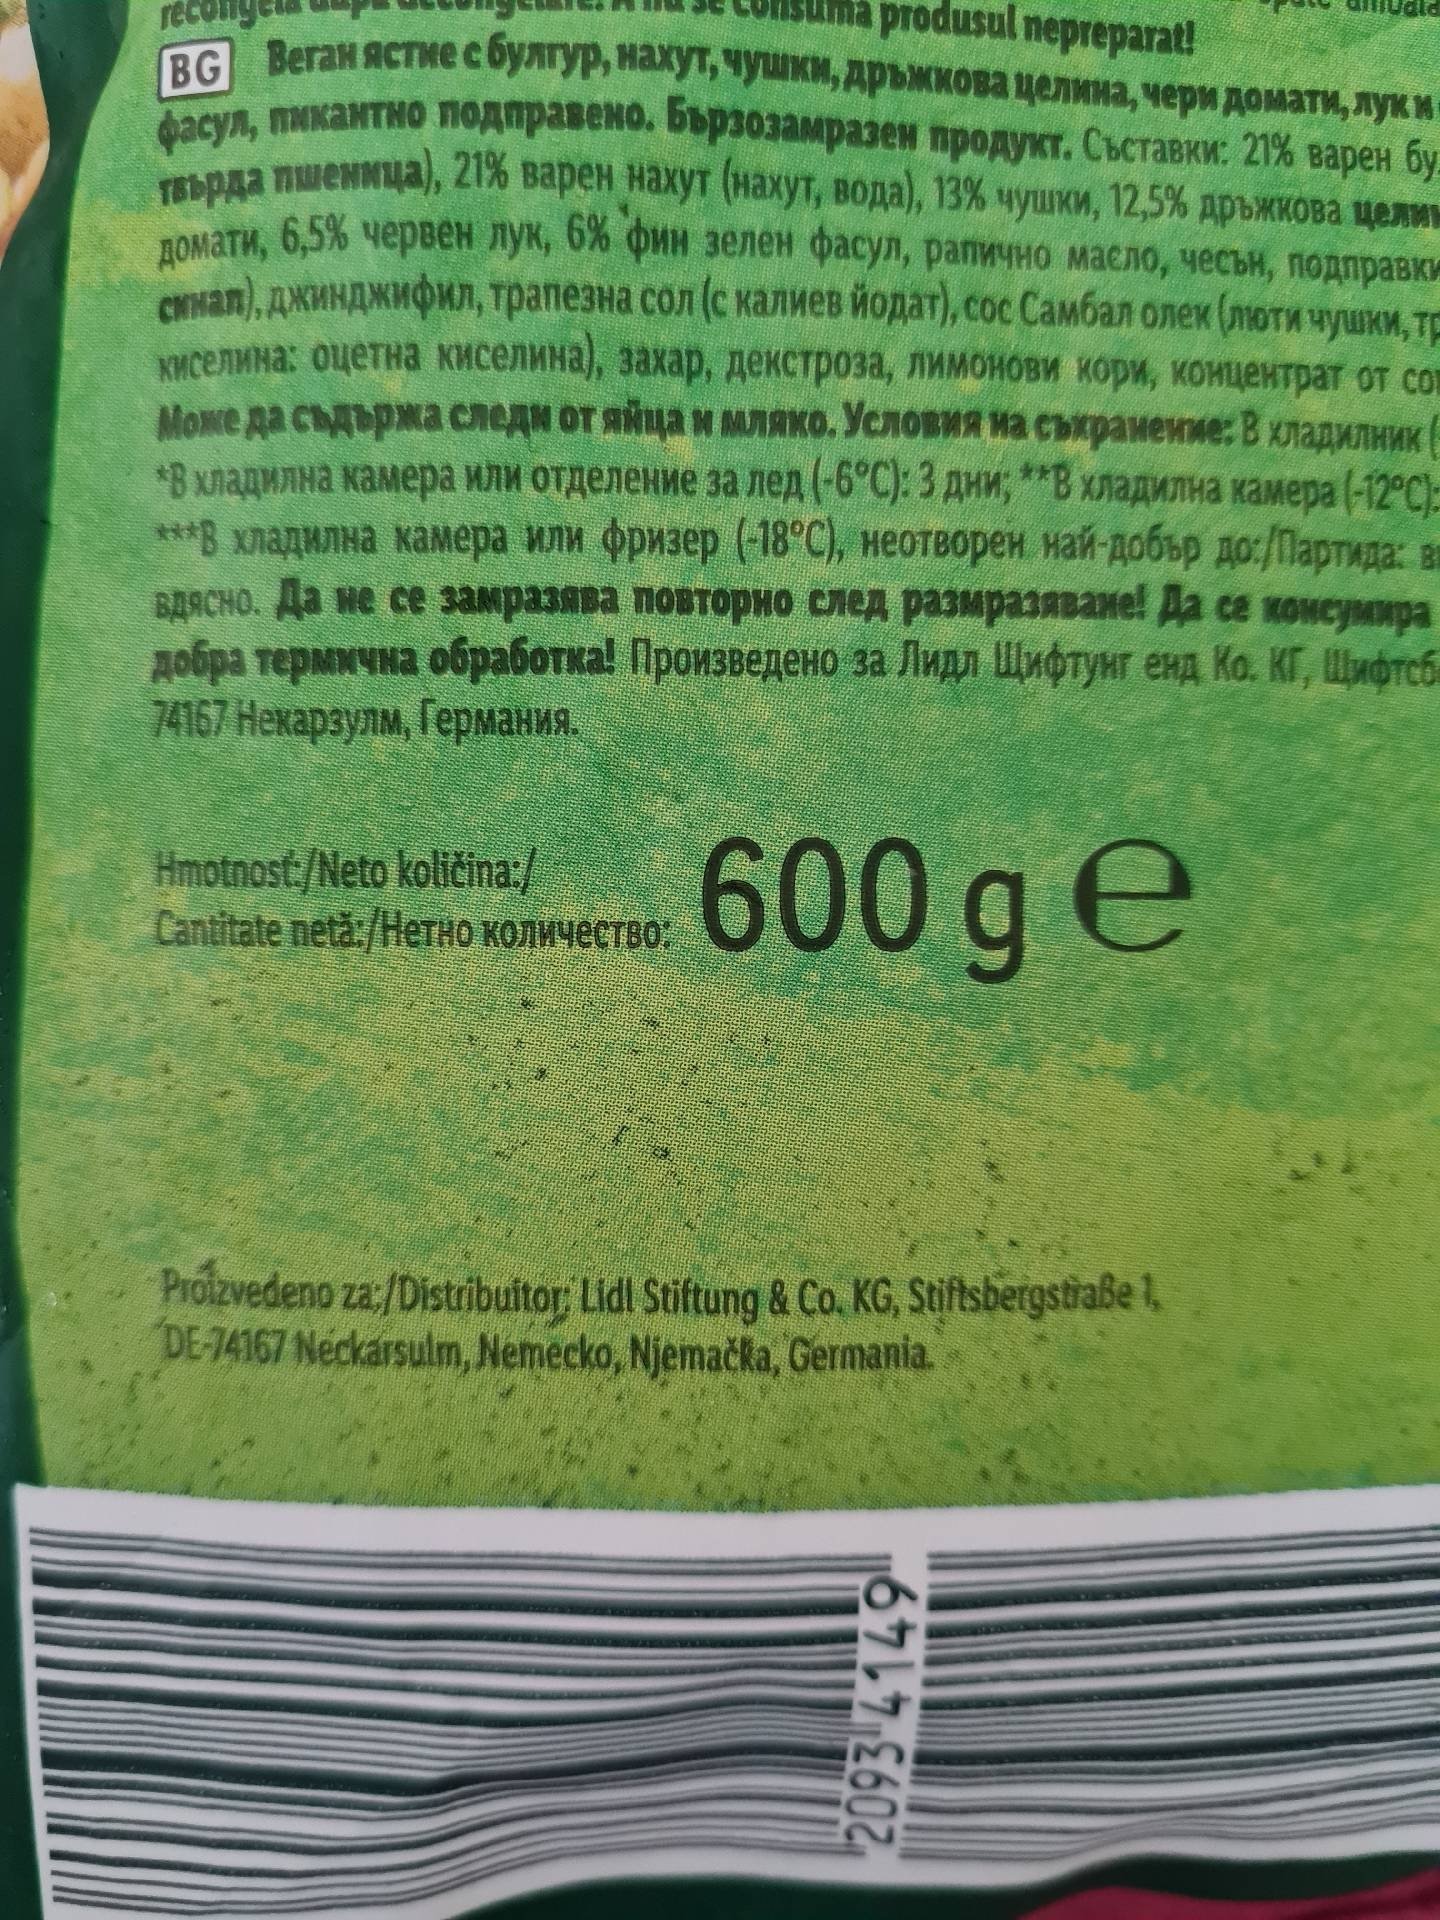 se consuma produsul nepreparat!
BG Веган ястие с булгур, нахут, чушки, дръжкова целина, чери домати, лук и
фасул, пикантно подправено. Бързозамразен продукт. Съставки: 21% варен бу
твърда пшеница), 21% варен нахут (нахут, вода), 13% чушки, 12,5% дръжкова цели
домати, 6,5% червен лук, 6% фин зелен фасул, рапично масло, чесън, подправки
синап), джинджифил, трапезна сол (с калиев йодат), сос Самбал олек (люти чушки, тр
киселина: оцетна киселина), захар, декстроза, лимонови кори, концентрат от со
Може да съдържа следи от яйца и мляко. Условия на съхранение: В хладилник (
*В хладилна камера или отделение за лед (-6°C): 3 дни; **В хладилна камера (-12°C):
***В хладилна камера или фризер (-18°C), неотворен най-добър до:/Партида: в
вдясно. Да не се замразява повторно след размразяване! Да се консумира
добра термична обработка! Произведено за Лидл Щифтунг енд Ко. КГ, Щифтсб
74167 Некарзулм, Германия.
Hmotnosť:/Neto količina:/
Cantitate netă:/Нетно количество: 600 g e
Proizvedeno za:/Distribuitor: Lidl Stiftung & Co. KG, Stiftsbergstraße 1,
DE-74167 Neckarsulm, Nemecko, Njemačka, Germania.
2093 4149